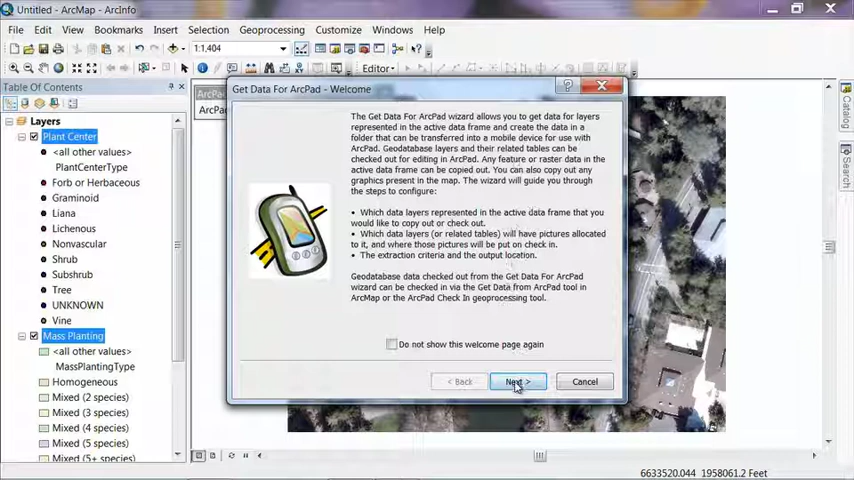 Untitled - ArcMap - ArcInfo
File Edit View Bookmarks Insert Selection Geoprocessing Customize Windows Help
1:1,404
Editor
Table Of Contents
Layers
Plant Center
<all other values>
PlantCenterType
Forb or Herbaceous
Graminoid
Liana
Lichenous
Nonvascular
Shrub
Subshrub
Tree
UNKNOWN
Vine
Mass Planting
<all other values>
MassPlantingType
Homogeneous
Mixed (2 species)
Mixed (3 species)
Mixed (4 species)
Mixed (5 species)
Mixed (5+ species)
ArcPa
ArcPa
Get Data For ArcPad - Welcome
The Get Data For ArcPad wizard allows you to get data for layers
represented in the active data frame and create the data in a
folder that can be transferred into a mobile device for use with
ArcPad. Geodatabase layers and their related tables can be
checked out for editing in ArcPad. Any feature or raster data in the
active data frame can be copied out. You can also copy out any
graphics present in the map. The wizard will guide you through
the steps to configure:
• Which data layers represented in the active data frame that you
would like to copy out or check out.
• Which data layers (or related tables) will have pictures allocated
to it, and where those pictures will be put on check in.
• The extraction criteria and the output location.
Geodatabase data checked out from the Get Data For ArcPad
wizard can be checked in via the Get Data from ArcPad tool in
ArcMap or the ArcPad Check In geoprocessing tool.
Do not show this welcome page again
< Back Next > Cancel
Catalog
Search
6633520.044 1958061.2 Feet